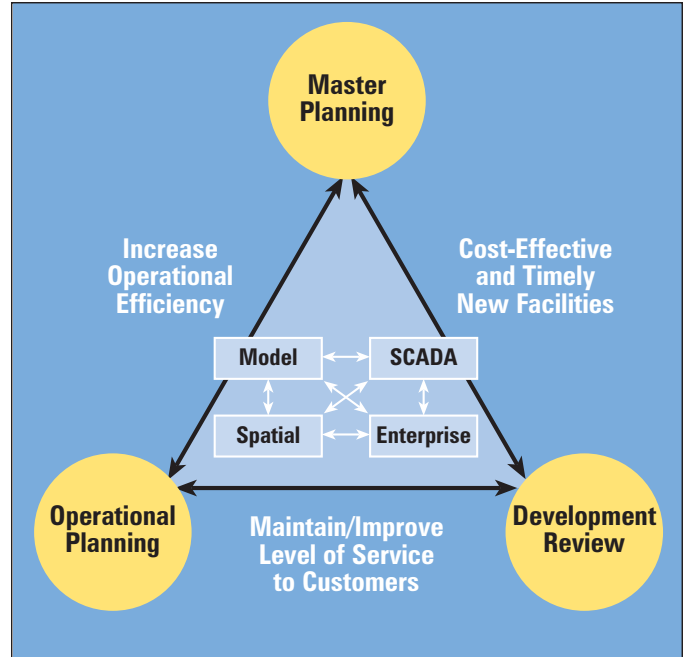 Master
Planning
Increase
Operational
Efficiency
Cost-Effective
and Timely
New Facilities
Model
SCADA
Spatial
Enterprise
Operational
Planning
Maintain/Improve
Level of Service
to Customers
Development
Review